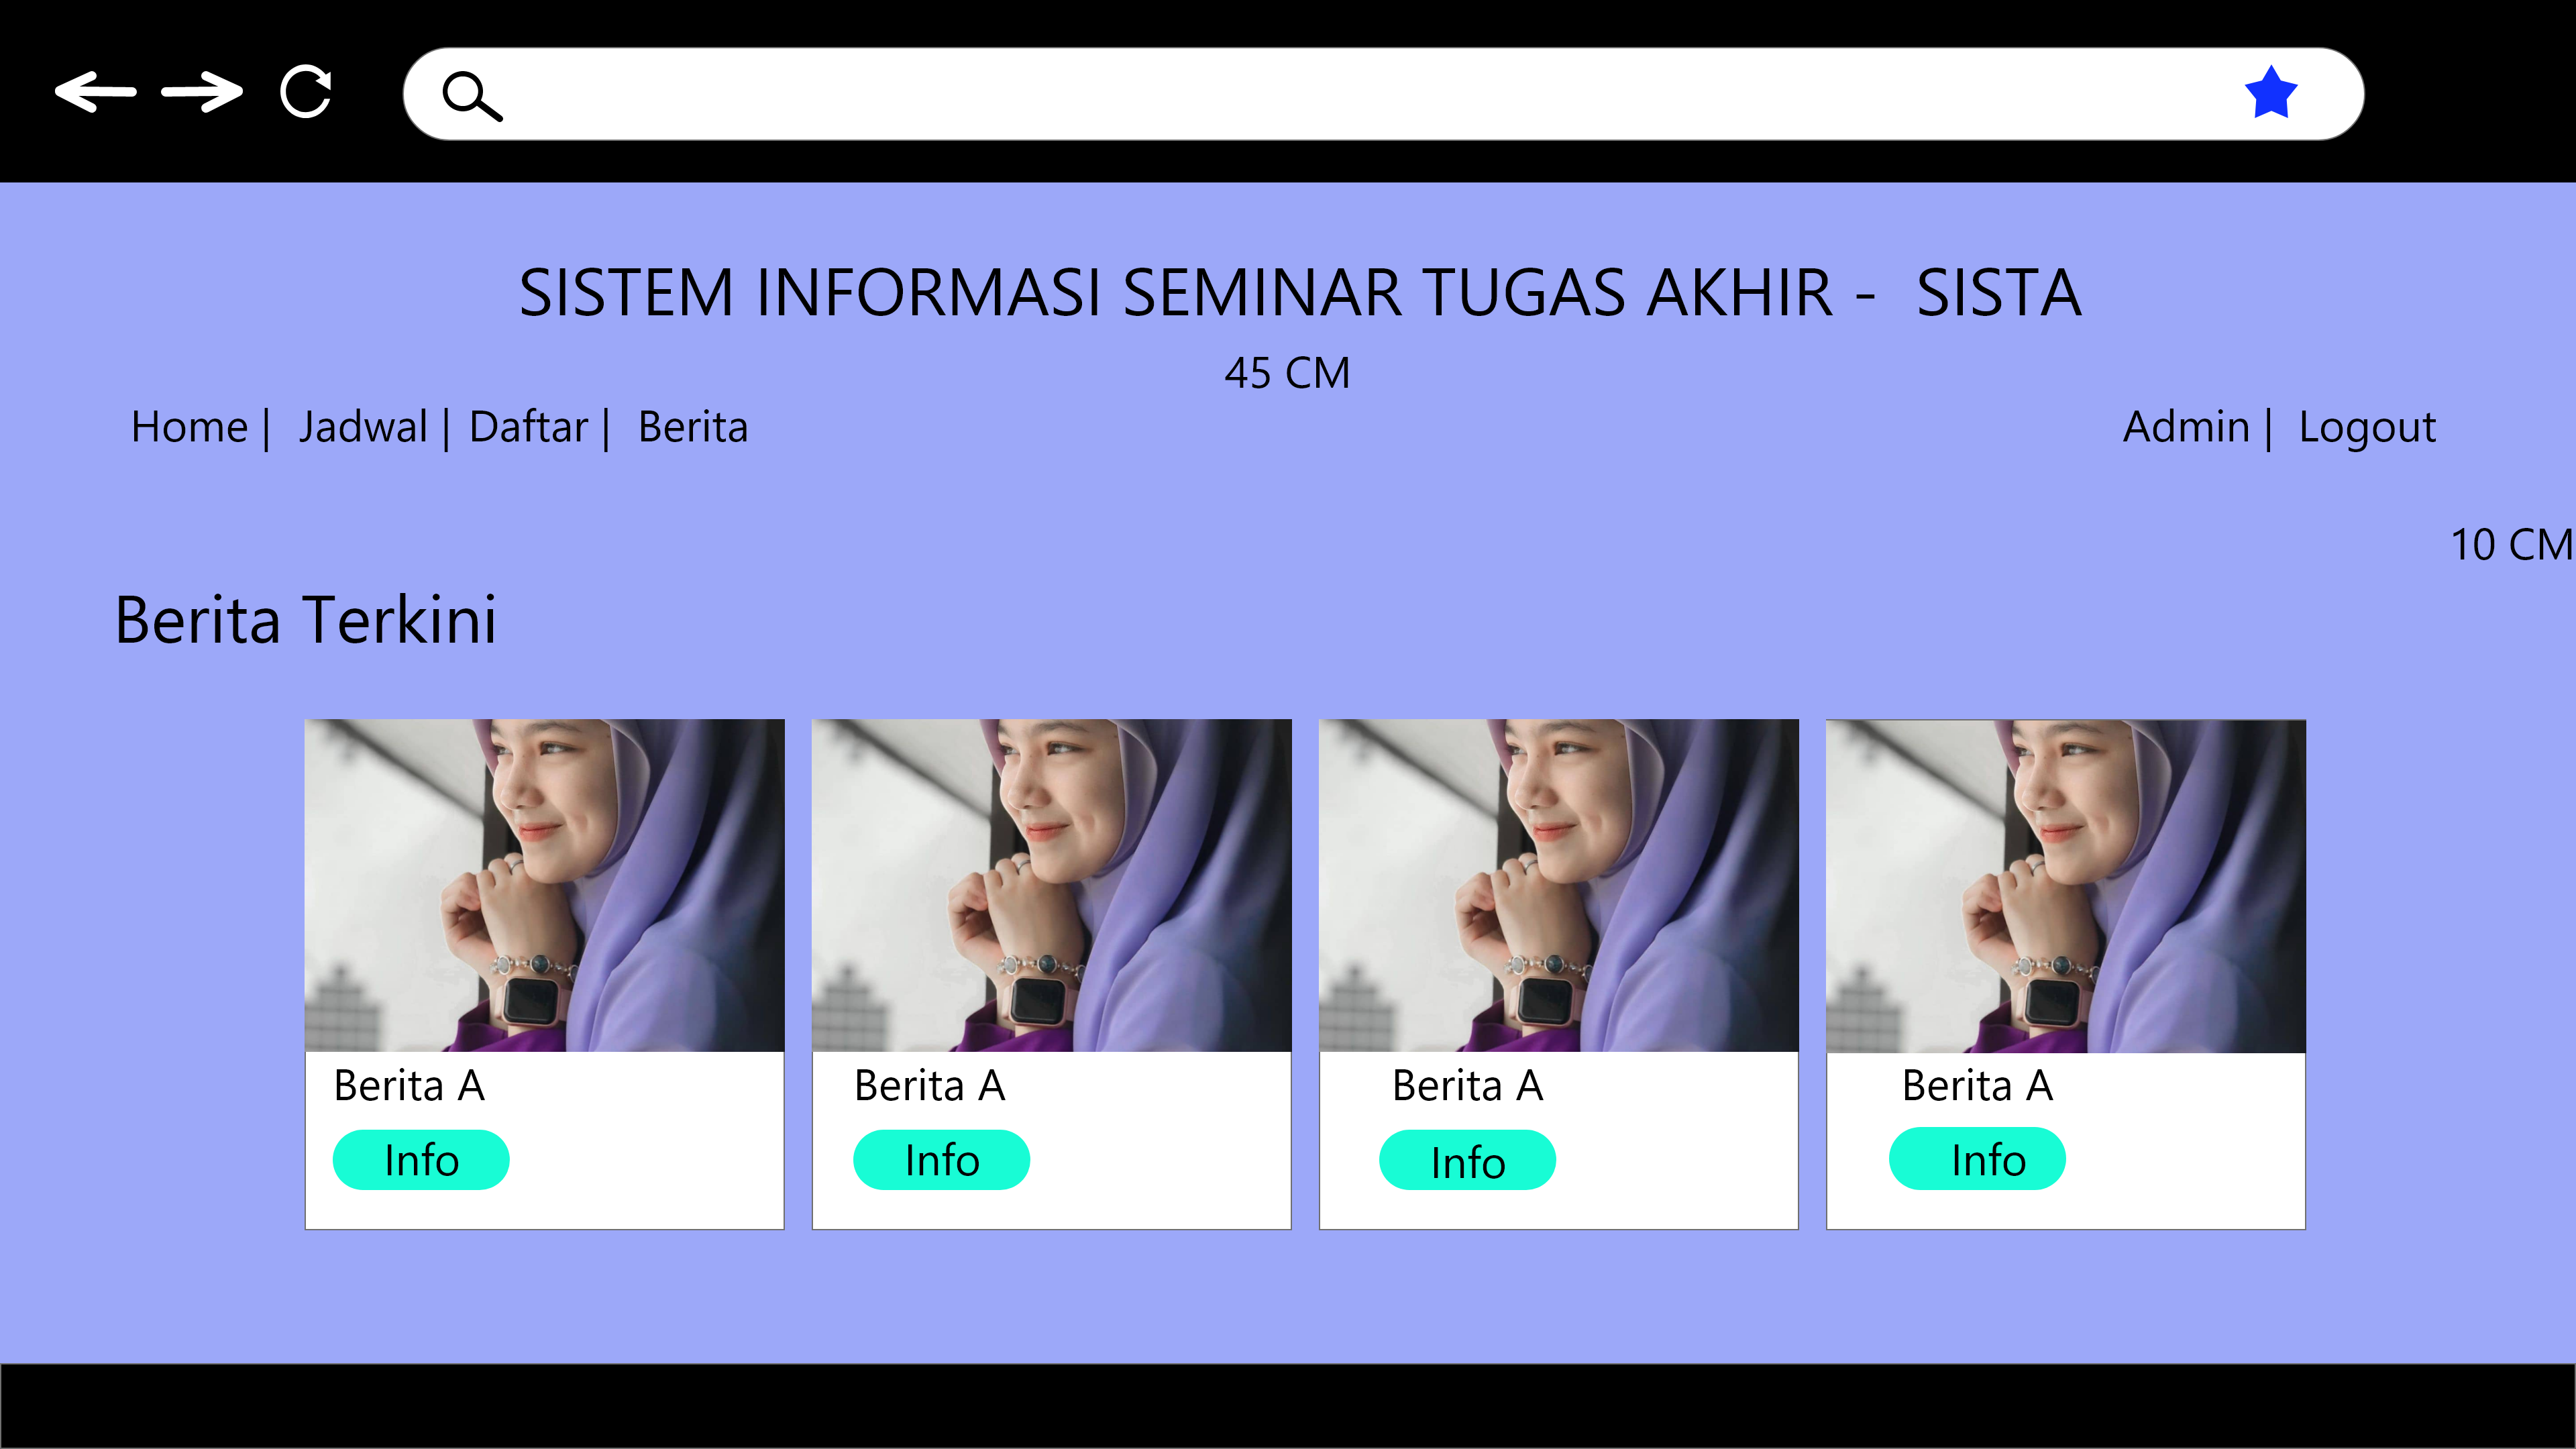 SISTEM INFORMASI SEMINAR TUGAS AKHIR - SISTA
45 CM
Home | Jadwal | Daftar | Berita
Admin | Logout
10 CM
Berita Terkini
Berita A
Info
Berita A
Info
Berita A
Info
Berita A
Info